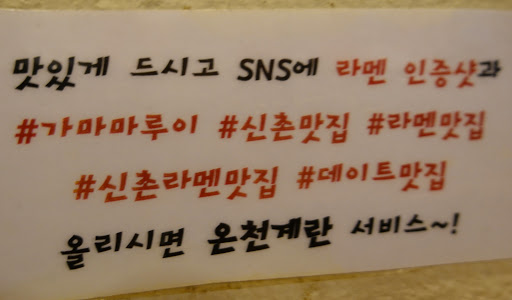 맛있게 드시고 SNS에 라멘 인증샷과
#가마마루이 #신촌맛집 #라멘맛집
#신촌라멘맛집 #데이트맛집
올리시면 온천계란 서비스~!